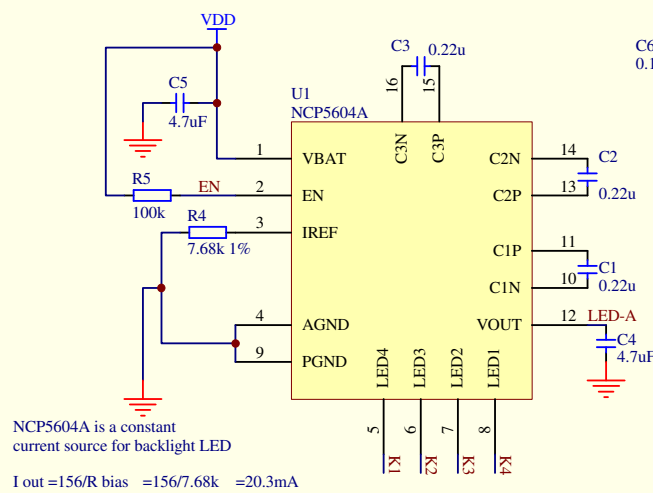 VDD
C3
0.22u
C6
0.1
C5
4.7uF
16
15
U1
NCP5604A
C3N
C3P
1
VBAT
C2N
14
C2
R5
EN
2
EN
C2P
13
0.22u
100k
R4
3
IREF
7.68k 1%
C1P
11
C1
C1N
10
0.22u
4
AGND
VOUT
12
LED-A
C4
9
PGND
4.7uF
LED4
LED3
LED2
LED1
5
6
7
8
K1
K2
K3
K4
NCP5604A is a constant
current source for backlight LED
I out =156/R bias =156/7.68k =20.3mA